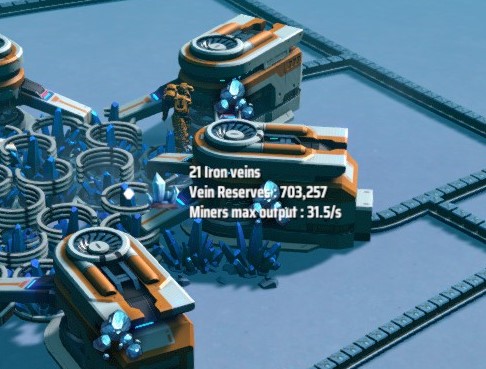 21 Iron veins
Vein Reserves : 703,257
Miners max output : 31.5/s